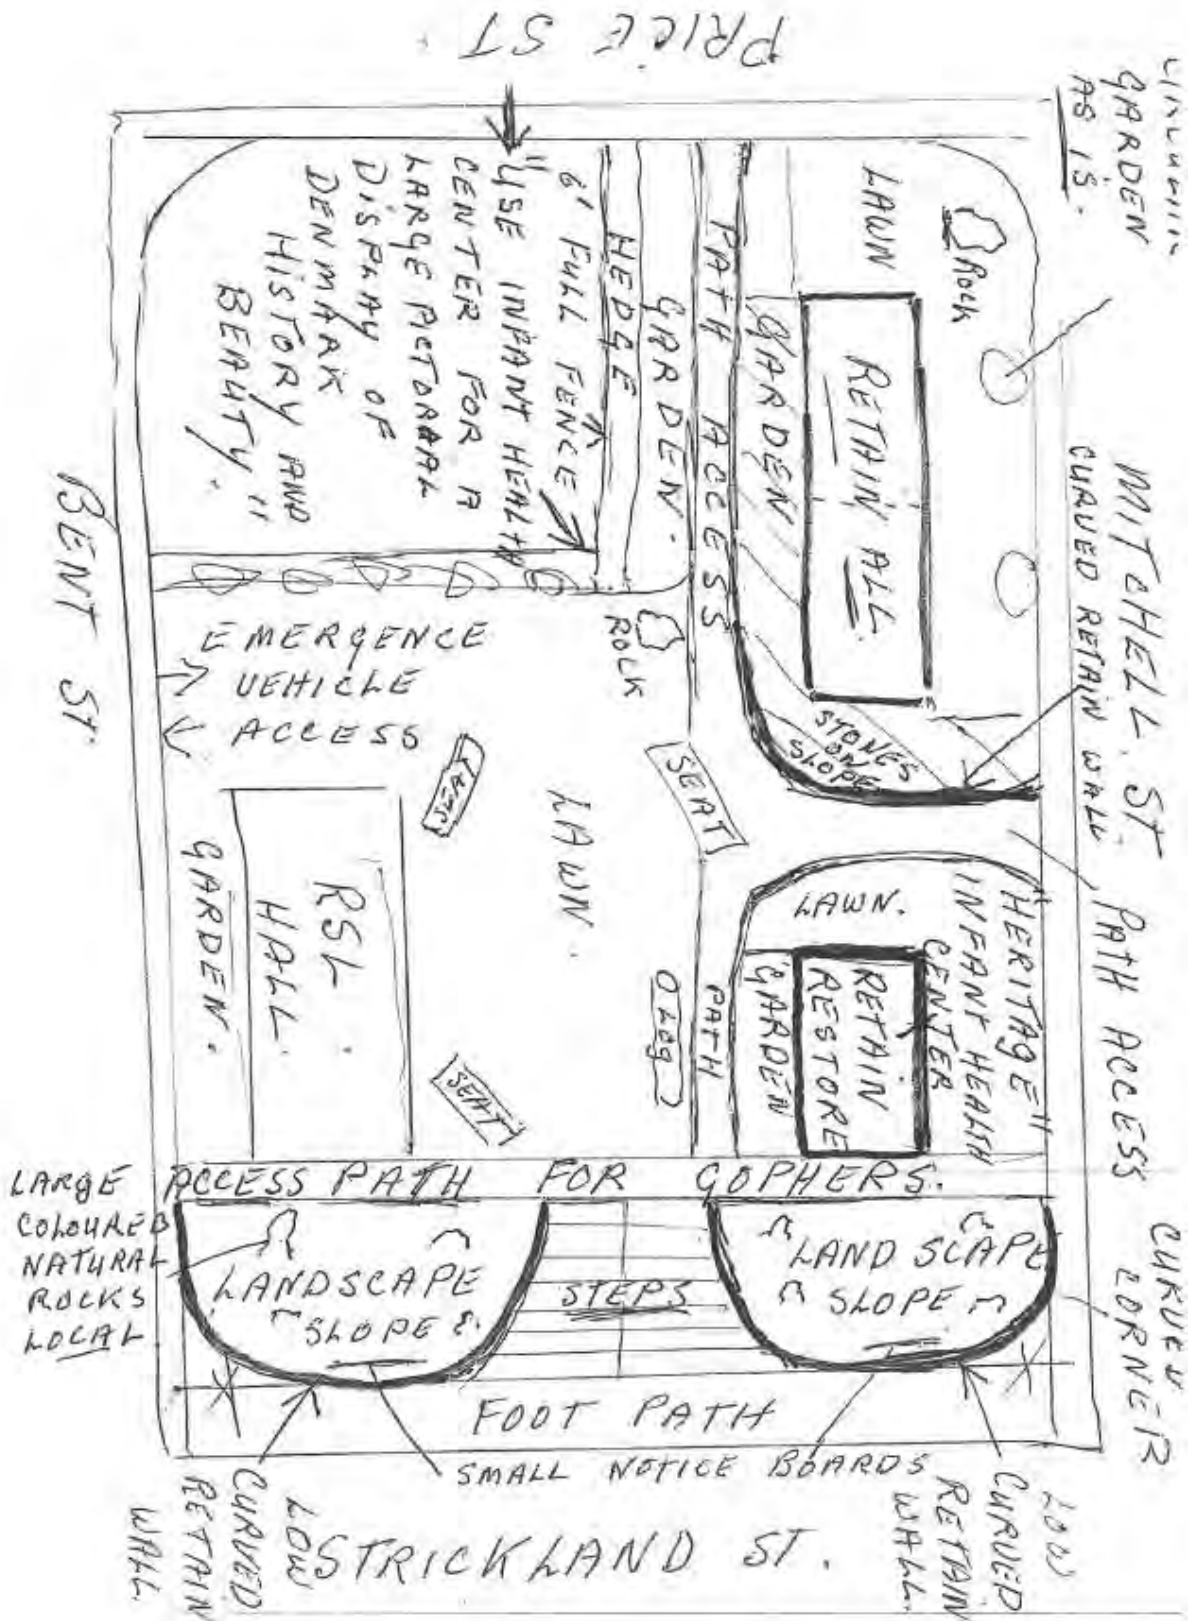 PRICE ST.
GARDEN
AS IS.
LAWN
ROCK
RETAIN ALL
GARDEN
PATH ACCESS
GARDEN.
HEDGE
6' FULL FENCE
"USE INFANT HEALTH
CENTER FOR A
LARGE PICTORAAL
DISPLAY OF
DENMARK
HISTORY AND
BEAUTY."
BENT ST.
MITCHELL. ST.
CURVED RETAIN WALL
STONES
ON
SLOPE
ROCK
EMERGENCE
VEHICLE
ACCESS
SEAT
SEAT
LAWN.
PATH ACCESS
LAWN.
"HERITAGE"
INFANT HEALTH
CENTER
RETAIN
RESTORE
GARDEN
PATH
LOG
RSL
HALL.
GARDEN.
SEAT
ACCESS PATH FOR GOPHERS.
LARGE
COLOURED
NATURAL
ROCKS
LOCAL
LANDSCAPE
SLOPE
STEPS
LAND SCAPE
SLOPE
CURVED
CORNER
FOOT PATH
SMALL NOTICE BOARDS
LOW
CURVED
RETAIN
WALL.
LOW
CURVED
RETAIN
WALL.
STRICKLAND ST.